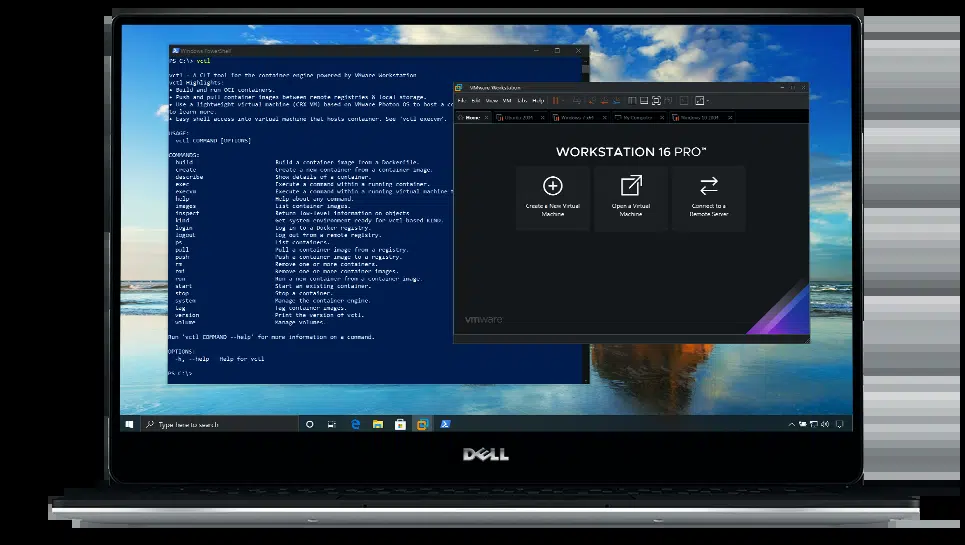 Windows PowerShell
PS C:\> vctl
vctl - A CLI tool for the container engine powered by VMware Workstation
vctl Highlights:
• Build and run OCI containers.
• Push and pull container images between remote registries & local storage.
• Use a lightweight virtual machine (CRX VM) based on VMware Photon OS to host a co
to learn more.
• Easy shell access into virtual machine that hosts container. See 'vctl execvm'.
USAGE:
vctl COMMAND [OPTIONS]
COMMANDS:
build Build a container image from a Dockerfile.
create Create a new container from a container image.
describe Show details of a container.
exec Execute a command within a running container.
execvm Execute a command within a running virtual machine
help Help about any command.
images List container images.
inspect Return low-level information on objects
kind Get system environment ready for vctl-based KIND.
login Log in to a Docker registry.
logout Log out from a remote registry.
ps List containers.
pull Pull a container image from a registry.
push Push a container image to a registry.
rm Remove one or more containers.
rmi Remove one or more container images.
run Run a new container from a container image.
start Start an existing container.
stop Stop a container.
system Manage the container engine.
tag Tag container images.
version Print the version of vctl.
volume Manage volumes.
Run 'vctl COMMAND --help' for more information on a command.
OPTIONS:
-h, --help Help for vctl
PS C:\>
VMware Workstation
File Edit View VM Tabs Help
Home Ubuntu 2004 Windows 7 x64 My Computer Windows 10 2004
WORKSTATION 16 PRO™
Create a New Virtual Machine
Open a Virtual Machine
Connect to a Remote Server
vmware
Type here to search
DELL